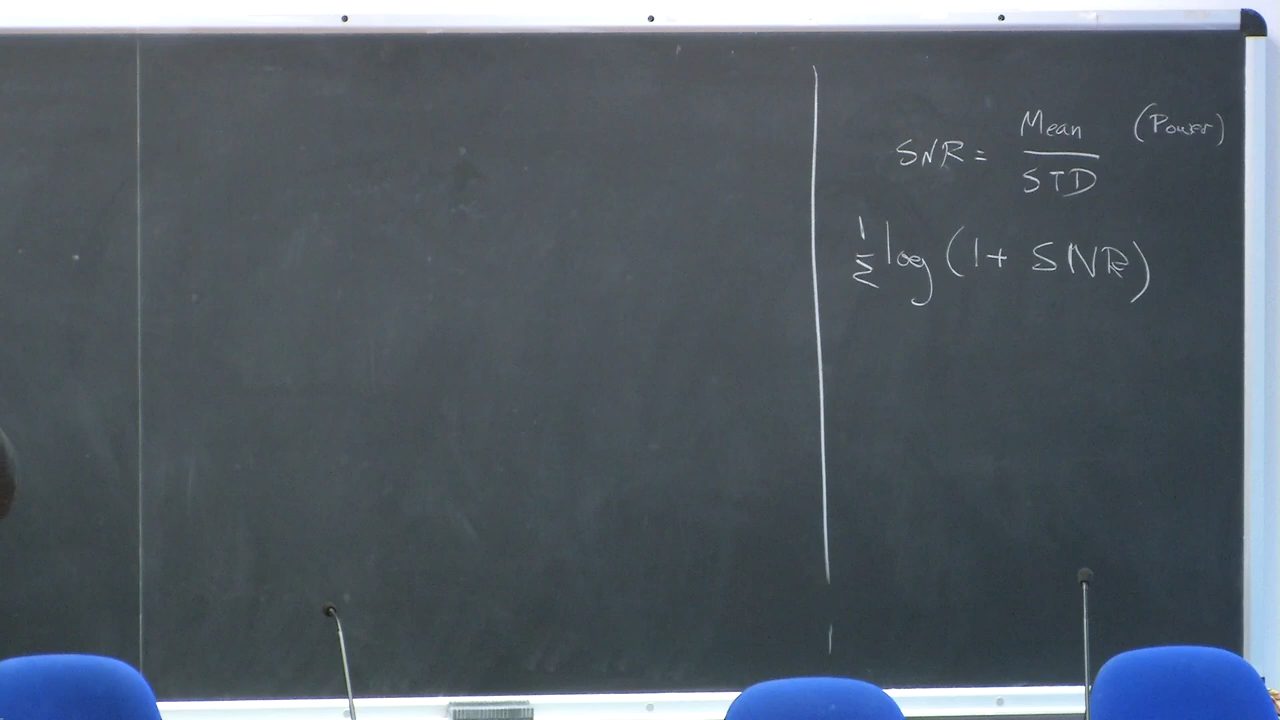 SNR = Mean / STD (Power)
1/2 log (1 + SNR)